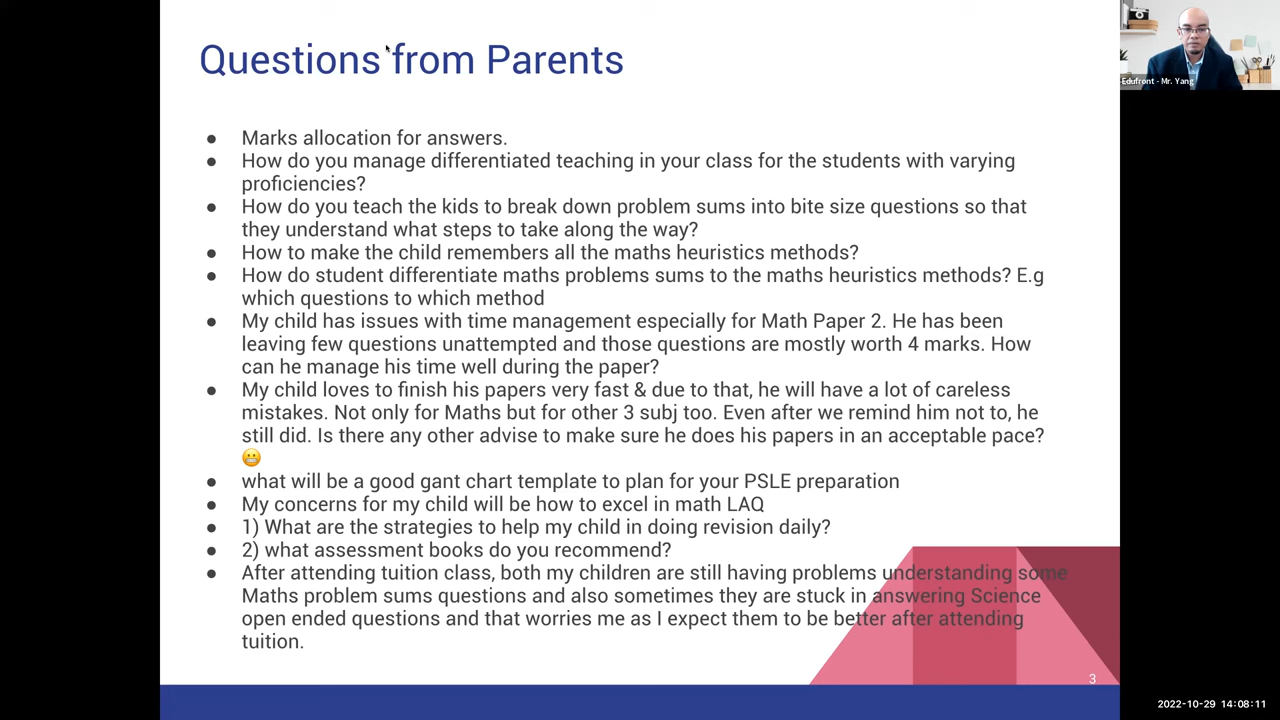 Questions from Parents
Edufront - Mr. Yang
● Marks allocation for answers.
● How do you manage differentiated teaching in your class for the students with varying
proficiencies?
● How do you teach the kids to break down problem sums into bite size questions so that
they understand what steps to take along the way?
● How to make the child remembers all the maths heuristics methods?
● How do student differentiate maths problems sums to the maths heuristics methods? E.g
which questions to which method
● My child has issues with time management especially for Math Paper 2. He has been
leaving few questions unattempted and those questions are mostly worth 4 marks. How
can he manage his time well during the paper?
● My child loves to finish his papers very fast & due to that, he will have a lot of careless
mistakes. Not only for Maths but for other 3 subj too. Even after we remind him not to, he
still did. Is there any other advise to make sure he does his papers in an acceptable pace?
😬
● what will be a good gant chart template to plan for your PSLE preparation
● My concerns for my child will be how to excel in math LAQ
● 1) What are the strategies to help my child in doing revision daily?
● 2) what assessment books do you recommend?
● After attending tuition class, both my children are still having problems understanding some
Maths problem sums questions and also sometimes they are stuck in answering Science
open ended questions and that worries me as I expect them to be better after attending
tuition.
3
2022-10-29 14:08:11